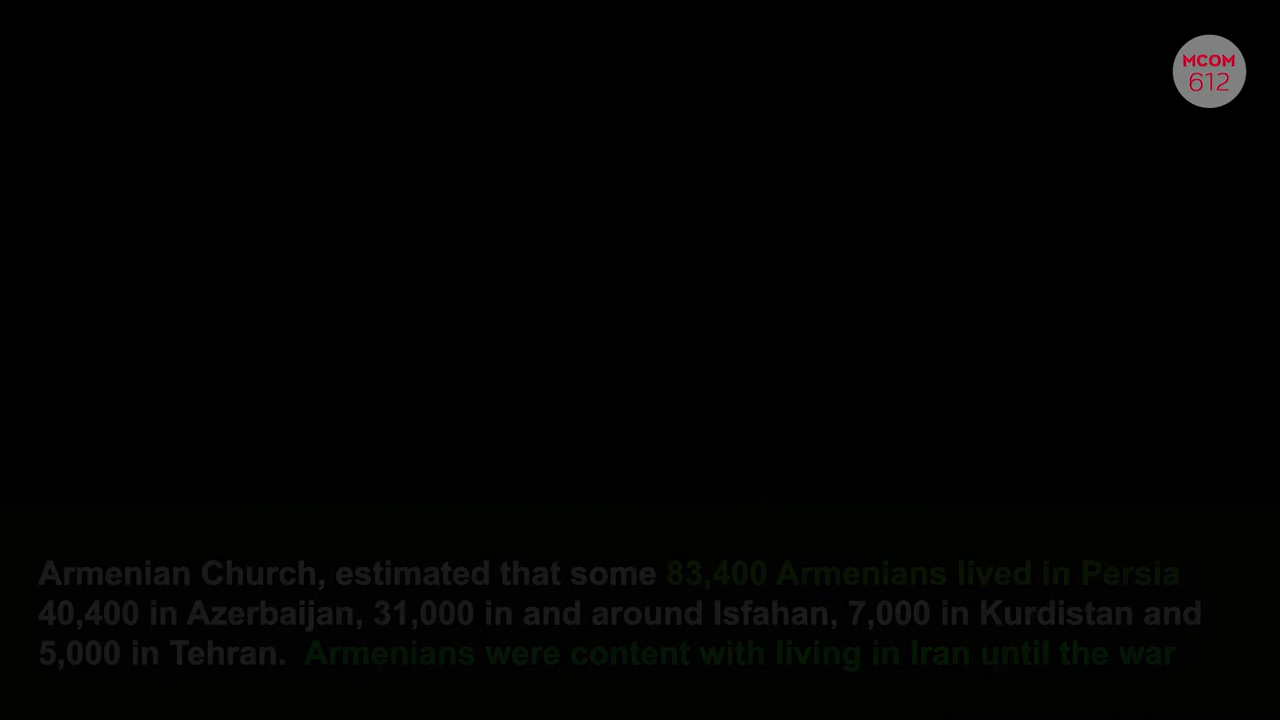 MCOM
612
Armenian Church, estimated that some 83,400 Armenians lived in Persia
40,400 in Azerbaijan, 31,000 in and around Isfahan, 7,000 in Kurdistan and
5,000 in Tehran. Armenians were content with living in Iran until the war